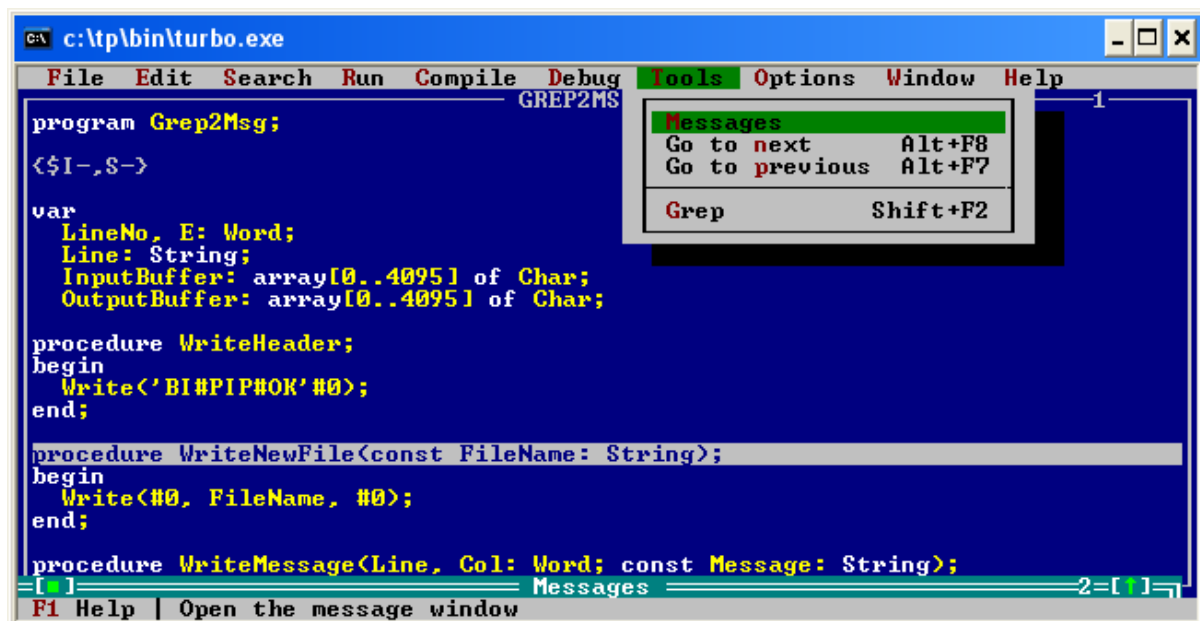 c:\tp\bin\turbo.exe
File Edit Search Run Compile Debug Tools Options Window Help
GREP2MS 1
program Grep2Msg;
{$I-,S-}
var
LineNo, E: Word;
Line: String;
InputBuffer: array[0..4095] of Char;
OutputBuffer: array[0..4095] of Char;
procedure WriteHeader;
begin
Write('BI#PIP#OK'#0);
end;
procedure WriteNewFile(const FileName: String);
begin
Write(#0, FileName, #0);
end;
procedure WriteMessage(Line, Col: Word; const Message: String);
Messages
Go to next Alt+F8
Go to previous Alt+F7
Grep Shift+F2
=[■]= Messages 2=[↑]=
F1 Help | Open the message window